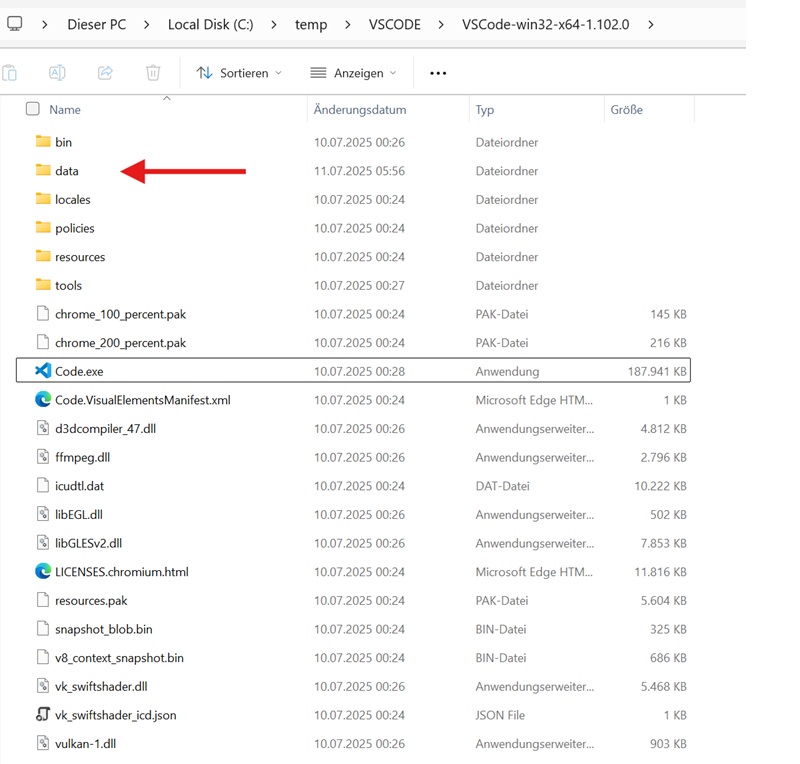 Dieser PC > Local Disk (C:) > temp > VSCODE > VSCode-win32-x64-1.102.0 >
Sortieren Anzeigen ...
Name Änderungsdatum Typ Größe
bin 10.07.2025 00:26 Dateiordner
data 11.07.2025 05:56 Dateiordner
locales 10.07.2025 00:24 Dateiordner
policies 10.07.2025 00:24 Dateiordner
resources 10.07.2025 00:24 Dateiordner
tools 10.07.2025 00:27 Dateiordner
chrome_100_percent.pak 10.07.2025 00:24 PAK-Datei 145 KB
chrome_200_percent.pak 10.07.2025 00:24 PAK-Datei 216 KB
Code.exe 10.07.2025 00:28 Anwendung 187.941 KB
Code.VisualElementsManifest.xml 10.07.2025 00:24 Microsoft Edge HTM... 1 KB
d3dcompiler_47.dll 10.07.2025 00:26 Anwendungserweiter... 4.812 KB
ffmpeg.dll 10.07.2025 00:26 Anwendungserweiter... 2.796 KB
icudtl.dat 10.07.2025 00:24 DAT-Datei 10.222 KB
libEGL.dll 10.07.2025 00:26 Anwendungserweiter... 502 KB
libGLESv2.dll 10.07.2025 00:26 Anwendungserweiter... 7.853 KB
LICENSES.chromium.html 10.07.2025 00:24 Microsoft Edge HTM... 11.816 KB
resources.pak 10.07.2025 00:24 PAK-Datei 5.604 KB
snapshot_blob.bin 10.07.2025 00:24 BIN-Datei 325 KB
v8_context_snapshot.bin 10.07.2025 00:24 BIN-Datei 686 KB
vk_swiftshader.dll 10.07.2025 00:26 Anwendungserweiter... 5.468 KB
vk_swiftshader_icd.json 10.07.2025 00:24 JSON File 1 KB
vulkan-1.dll 10.07.2025 00:26 Anwendungserweiter... 903 KB